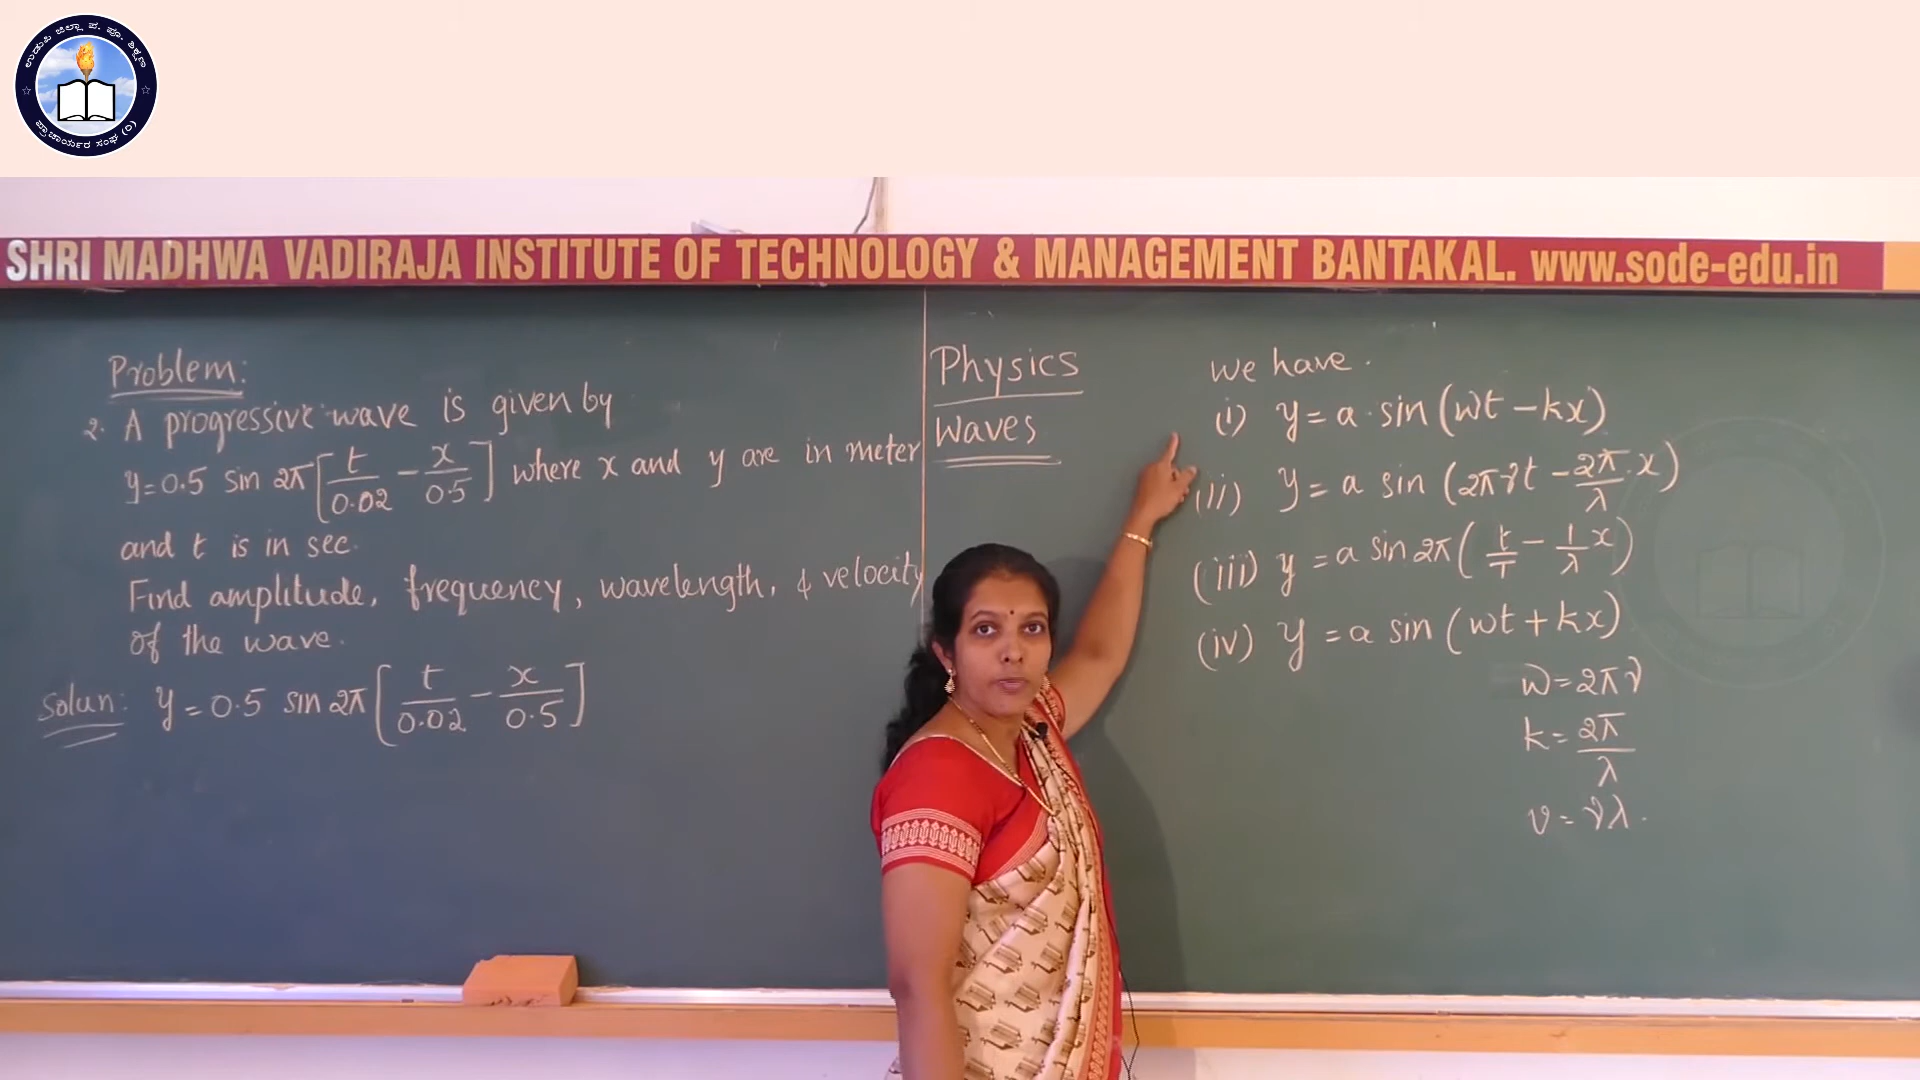 ಉಡುಪಿ ಜಿಲ್ಲಾ ಪ. ಪೂ. ಶಿಕ್ಷಣ
ಪ್ರಾಚಾರ್ಯರ ಸಂಘ (ರಿ)
SHRI MADHWA VADIRAJA INSTITUTE OF TECHNOLOGY & MANAGEMENT BANTAKAL. www.sode-edu.in
Problem:
2. A progressive wave is given by
y=0.5 sin 2π[t/0.02 - x/0.5] where x and y are in meter
and t is in sec.
Find amplitude, frequency, wavelength, & velocity
of the wave.
Solun: y = 0.5 sin 2π[t/0.02 - x/0.5]
Physics
Waves
we have.
(i) y = a · sin (ωt - kx)
(ii) y = a sin (2πνt - 2π/λ · x)
(iii) y = a sin 2π (t/T - 1/λ x)
(iv) y = a sin (ωt + kx)
ω = 2πν
k = 2π/λ
v = νλ.